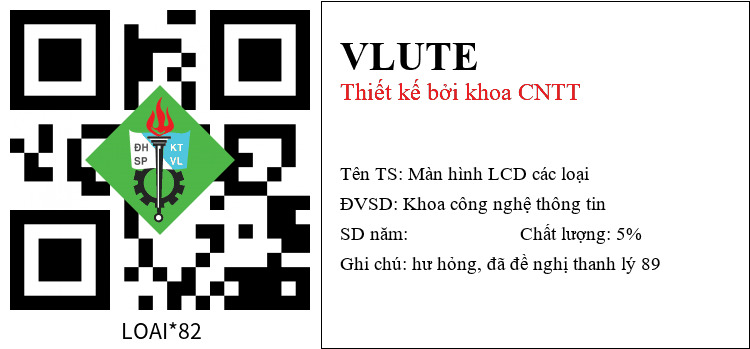 ĐH KT
SP VL
LOAI*82
VLUTE
Thiết kế bởi khoa CNTT
Tên TS: Màn hình LCD các loại
ĐVSD: Khoa công nghệ thông tin
SD năm: Chất lượng: 5%
Ghi chú: hư hỏng, đã đề nghị thanh lý 89